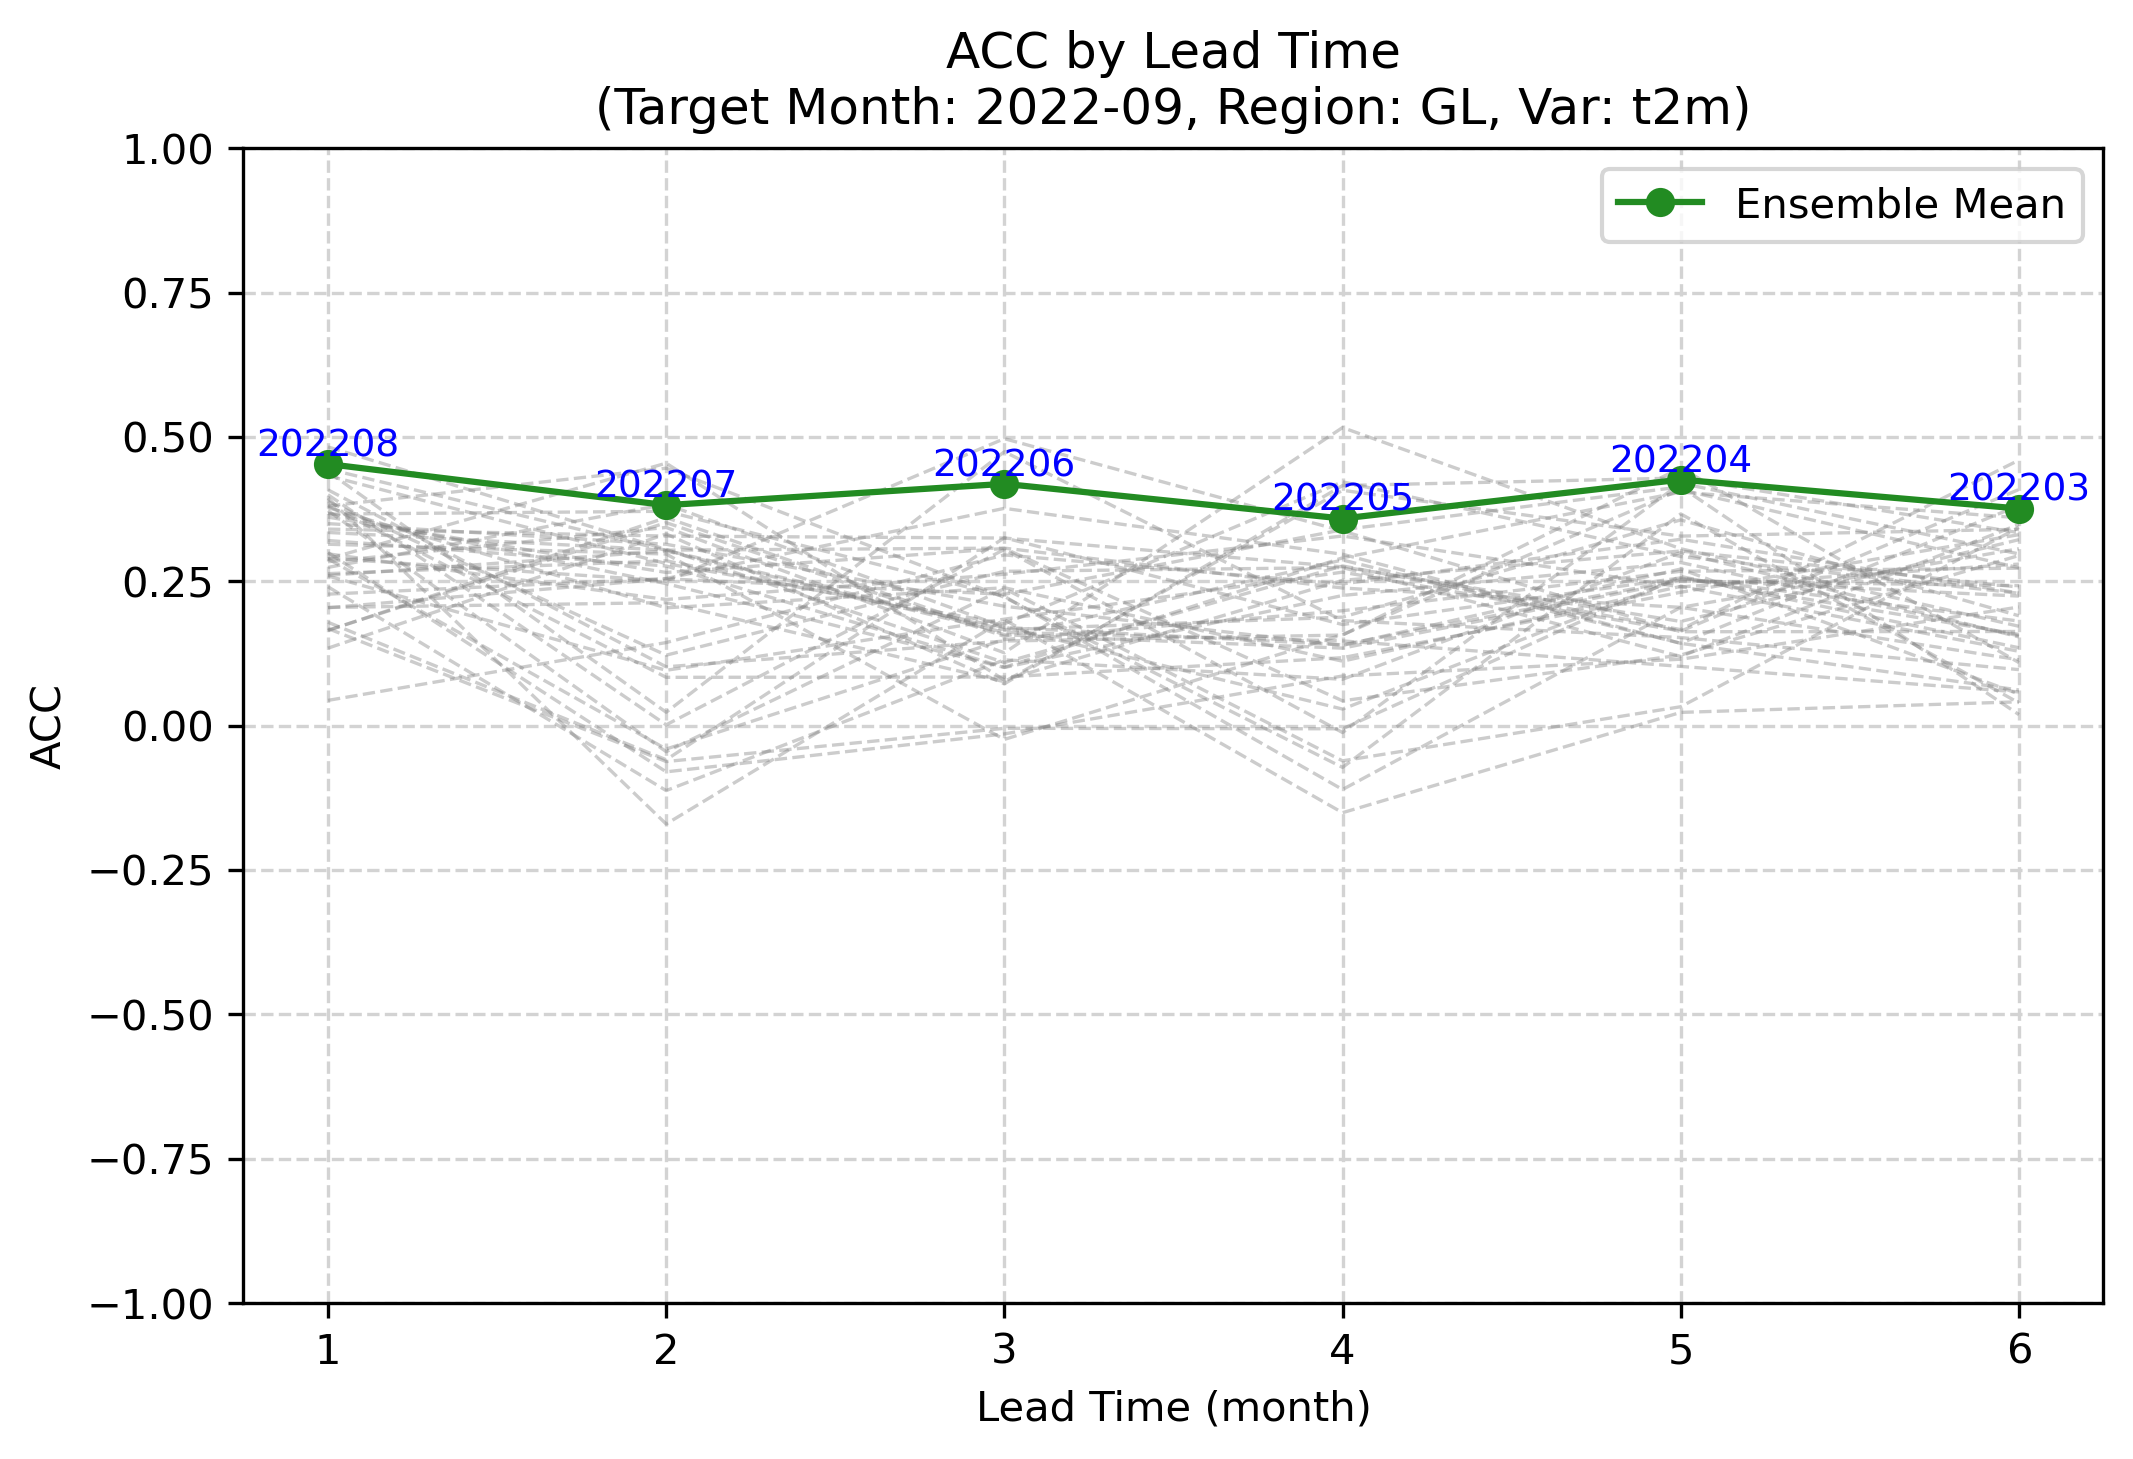 ACC by Lead Time
(Target Month: 2022-09, Region: GL, Var: t2m)
1.00
0.75
0.50
0.25
0.00
−0.25
−0.50
−0.75
−1.00
ACC
Ensemble Mean
202208
202207
202206
202205
202204
202203
1 2 3 4 5 6
Lead Time (month)